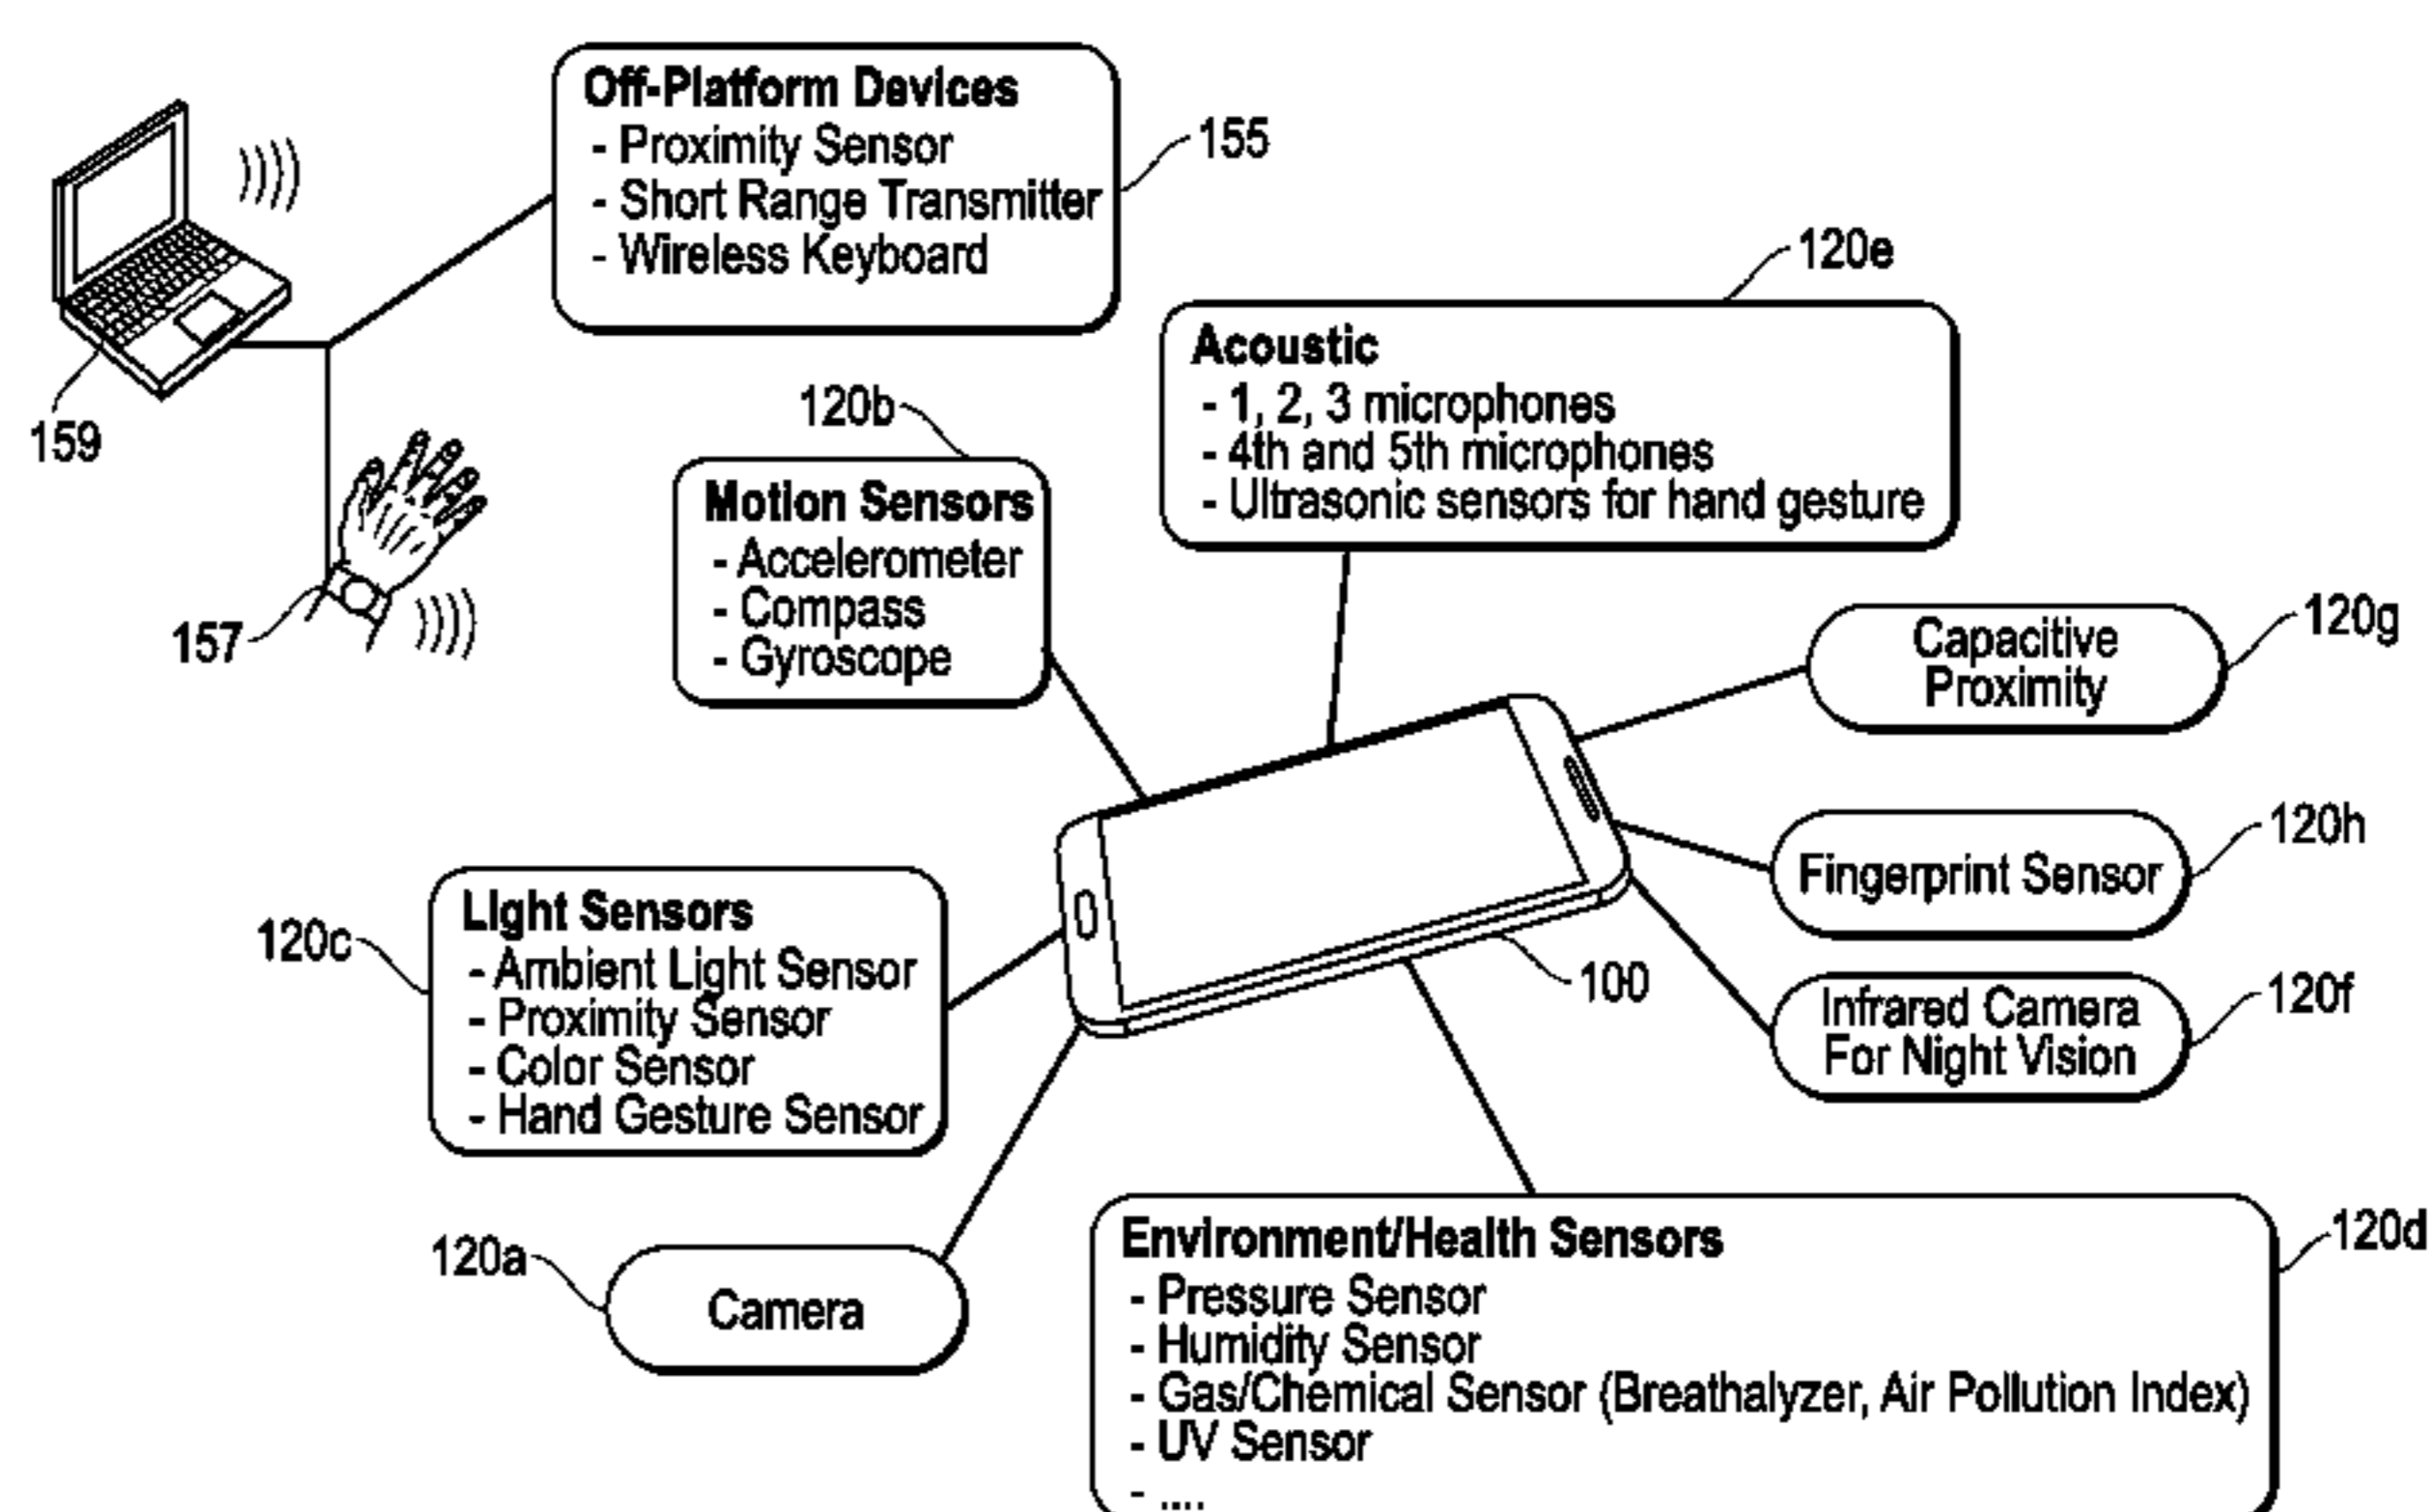 Off-Platform Devices
- Proximity Sensor
- Short Range Transmitter
- Wireless Keyboard
155
159
157
120e
Acoustic
- 1, 2, 3 microphones
- 4th and 5th microphones
- Ultrasonic sensors for hand gesture
120b
Motion Sensors
- Accelerometer
- Compass
- Gyroscope
Capacitive
Proximity
120g
Fingerprint Sensor
120h
Infrared Camera
For Night Vision
120f
100
120c
Light Sensors
- Ambient Light Sensor
- Proximity Sensor
- Color Sensor
- Hand Gesture Sensor
120a
Camera
Environment/Health Sensors
- Pressure Sensor
- Humidity Sensor
- Gas/Chemical Sensor (Breathalyzer, Air Pollution Index)
- UV Sensor
- ....
120d